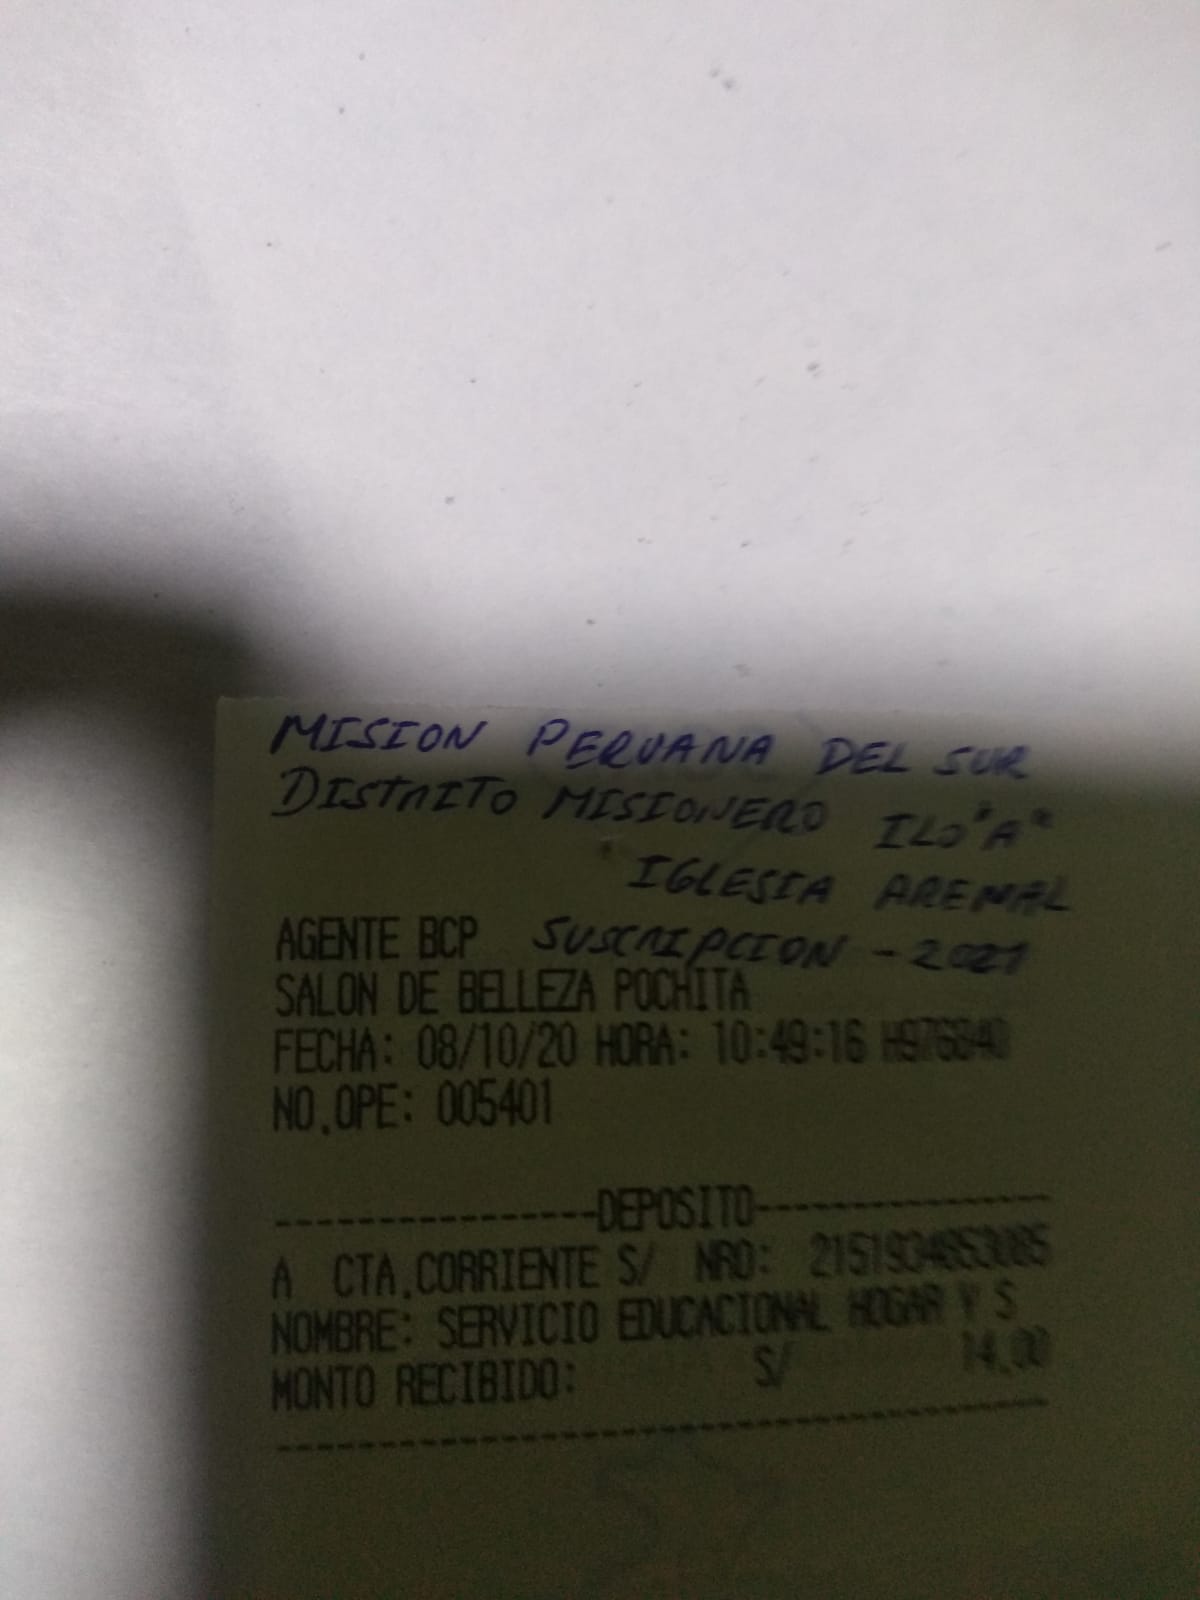 MISION PERUANA DEL SUR
DISTRITO MISIONERO ILO "A"
IGLESIA ARENAL
SUSCRIPCION - 2021
AGENTE BCP
SALON DE BELLEZA POCHITA
FECHA: 08/10/20 HORA: 10:49:16
NO.OPE: 005401
----------------DEPOSITO----------------
A CTA.CORRIENTE S/ NRO:
NOMBRE: SERVICIO EDUCACIONAL HOGAR Y S
MONTO RECIBIDO: S/ 14.00